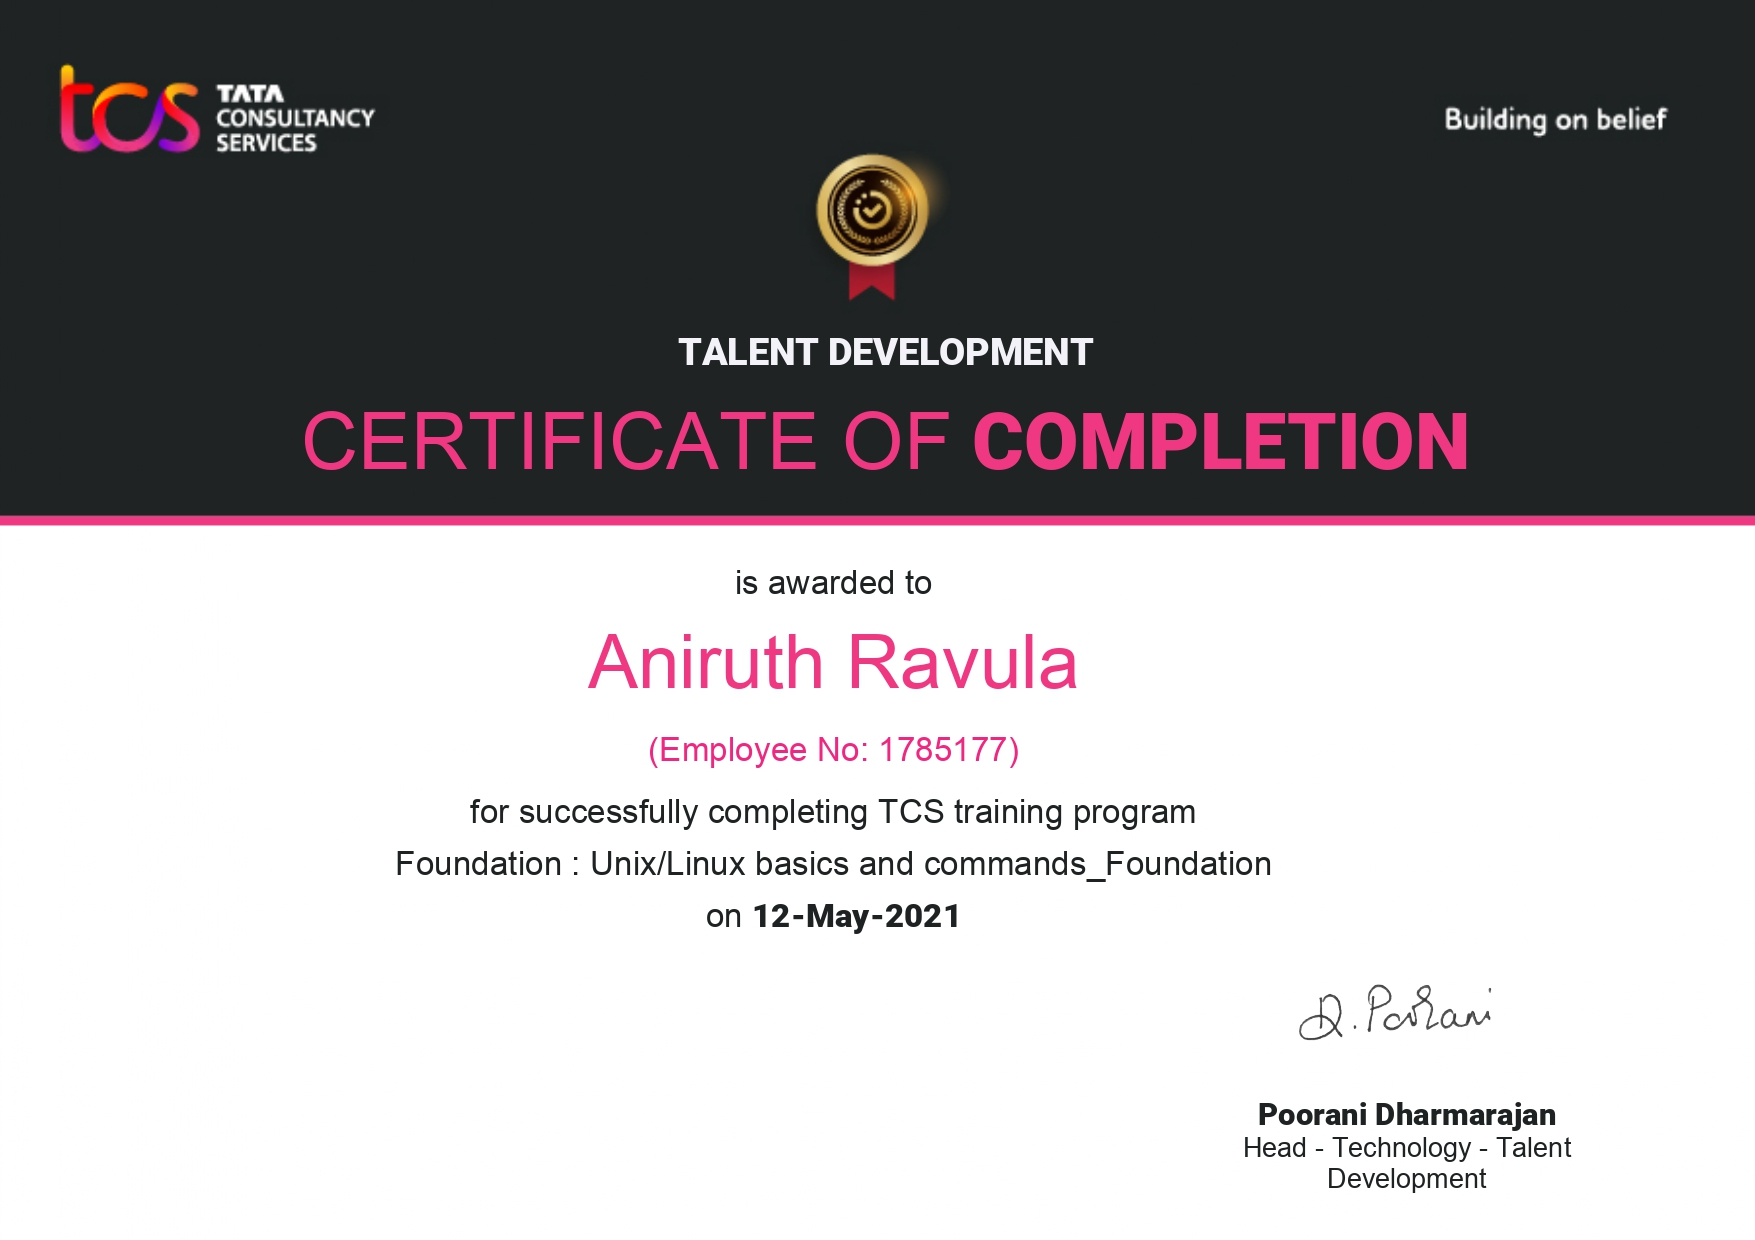 tcs TATA
CONSULTANCY
SERVICES
Building on belief
TALENT DEVELOPMENT
CERTIFICATE OF COMPLETION
is awarded to
Aniruth Ravula
(Employee No: 1785177)
for successfully completing TCS training program
Foundation : Unix/Linux basics and commands_Foundation
on 12-May-2021
D. Poorani
Poorani Dharmarajan
Head - Technology - Talent
Development